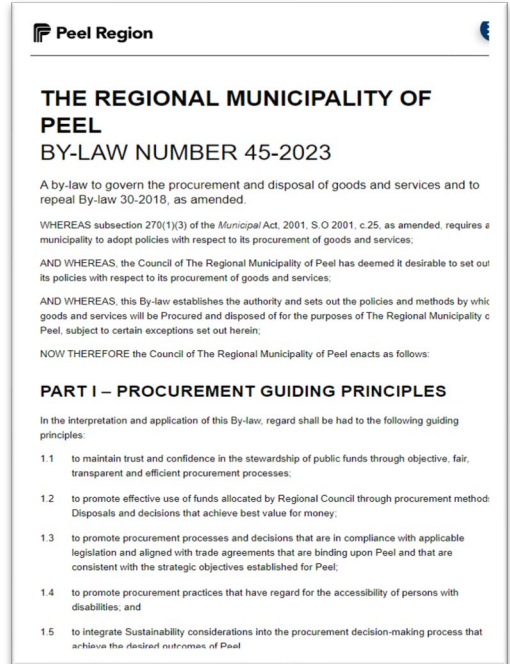 Peel Region
THE REGIONAL MUNICIPALITY OF
PEEL
BY-LAW NUMBER 45-2023
A by-law to govern the procurement and disposal of goods and services and to
repeal By-law 30-2018, as amended.
WHEREAS subsection 270(1)(3) of the Municipal Act, 2001, S.O 2001, c.25, as amended, requires a
municipality to adopt policies with respect to its procurement of goods and services;
AND WHEREAS, the Council of The Regional Municipality of Peel has deemed it desirable to set out
its policies with respect to its procurement of goods and services;
AND WHEREAS, this By-law establishes the authority and sets out the policies and methods by whic
goods and services will be Procured and disposed of for the purposes of The Regional Municipality o
Peel, subject to certain exceptions set out herein;
NOW THEREFORE the Council of The Regional Municipality of Peel enacts as follows:
PART I – PROCUREMENT GUIDING PRINCIPLES
In the interpretation and application of this By-law, regard shall be had to the following guiding
principles:
1.1 to maintain trust and confidence in the stewardship of public funds through objective, fair,
transparent and efficient procurement processes;
1.2 to promote effective use of funds allocated by Regional Council through procurement methods
Disposals and decisions that achieve best value for money;
1.3 to promote procurement processes and decisions that are in compliance with applicable
legislation and aligned with trade agreements that are binding upon Peel and that are
consistent with the strategic objectives established for Peel;
1.4 to promote procurement practices that have regard for the accessibility of persons with
disabilities; and
1.5 to integrate Sustainability considerations into the procurement decision-making process that
achieve the desired outcomes of Peel